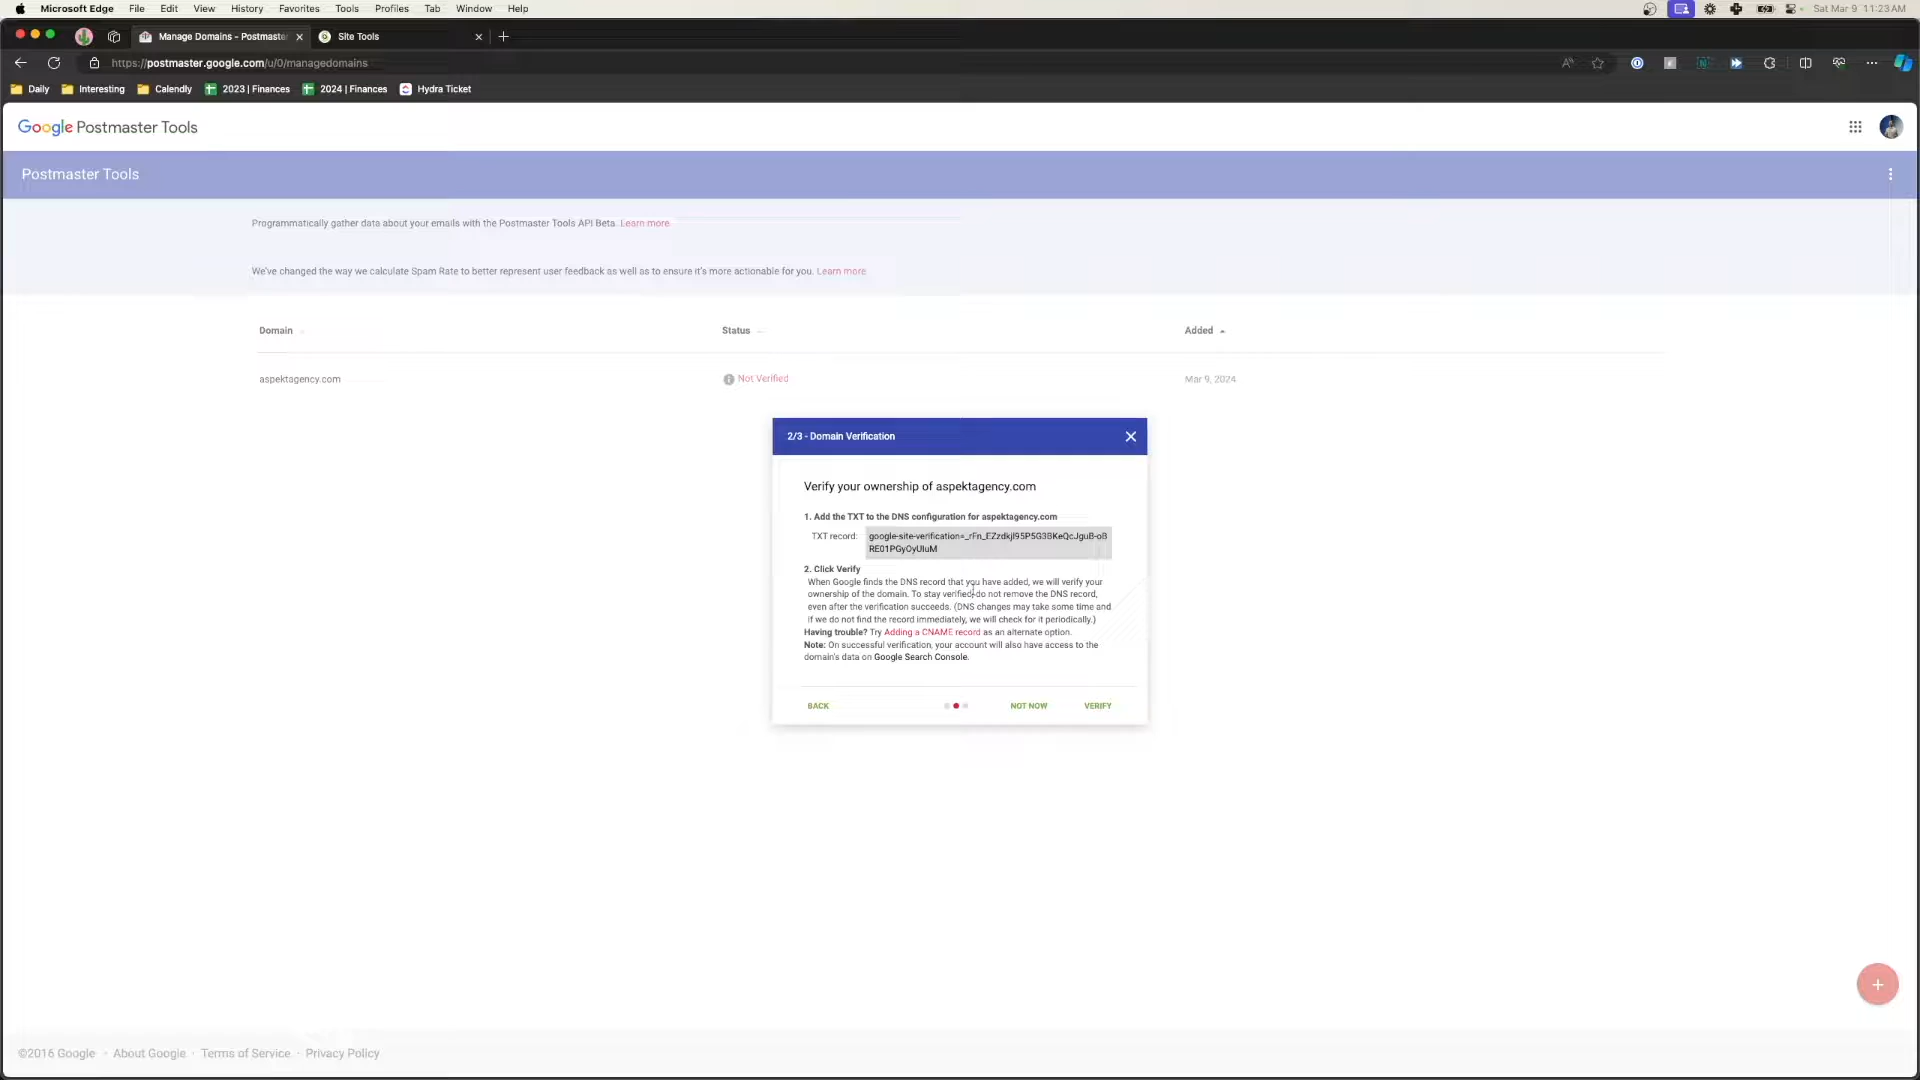 Microsoft Edge File Edit View History Favorites Tools Profiles Tab Window Help Sat Mar 9 11:23 AM
Manage Domains - Postmaster Site Tools
https://postmaster.google.com/u/0/managedomains
Daily Interesting Calendly 2023 | Finances 2024 | Finances Hydra Ticket
Google Postmaster Tools
Postmaster Tools
Programmatically gather data about your emails with the Postmaster Tools API Beta. Learn more
We've changed the way we calculate Spam Rate to better represent user feedback as well as to ensure it's more actionable for you. Learn more
Domain Status Added
aspektagency.com Not Verified Mar 9, 2024
2/3 - Domain Verification
Verify your ownership of aspektagency.com
1. Add the TXT to the DNS configuration for aspektagency.com
TXT record:
2. Click Verify
When Google finds the DNS record that you have added, we will verify your
ownership of the domain. To stay verified do not remove the DNS record,
even after the verification succeeds. (DNS changes may take some time and
if we do not find the record immediately, we will check for it periodically.)
Having trouble? Try Adding a CNAME record as an alternate option.
Note: On successful verification, your account will also have access to the
domain's data on Google Search Console.
BACK NOT NOW VERIFY
©2016 Google · About Google · Terms of Service · Privacy Policy